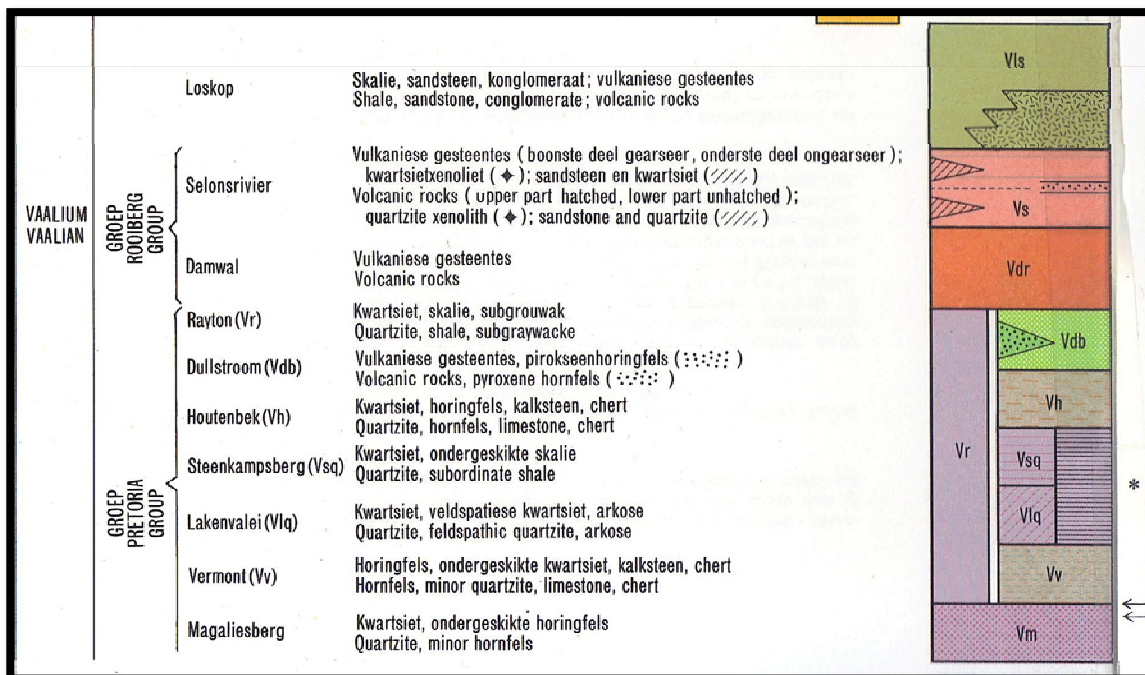 VAALIUM
VAALIAN
GROEP
ROOIBERG
GROUP
GROEP
PRETORIA
GROUP
Loskop
Skalie, sandsteen, konglomeraat; vulkaniese gesteentes
Shale, sandstone, conglomerate; volcanic rocks
Selonsrivier
Vulkaniese gesteentes ( boonste deel gearseer, onderste deel ongearseer );
kwartsietxenoliet ( ✦ ); sandsteen en kwartsiet ( //// )
Volcanic rocks ( upper part hatched, lower part unhatched );
quartzite xenolith ( ✦ ); sandstone and quartzite ( //// )
Damwal
Vulkaniese gesteentes
Volcanic rocks
Rayton (Vr)
Kwartsiet, skalie, subgrouwak
Quartzite, shale, subgraywacke
Dullstroom (Vdb)
Vulkaniese gesteentes, pirokseenhoringfels ( )
Volcanic rocks, pyroxene hornfels ( )
Houtenbek (Vh)
Kwartsiet, horingfels, kalksteen, chert
Quartzite, hornfels, limestone, chert
Steenkampsberg (Vsq)
Kwartsiet, ondergeskikte skalie
Quartzite, subordinate shale
Lakenvalei (Vlq)
Kwartsiet, veldspatiese kwartsiet, arkose
Quartzite, feldspathic quartzite, arkose
Vermont (Vv)
Horingfels, ondergeskikte kwartsiet, kalksteen, chert
Hornfels, minor quartzite, limestone, chert
Magaliesberg
Kwartsiet, ondergeskikte horingfels
Quartzite, minor hornfels
Vls
Vs
Vdr
Vr
Vdb
Vh
Vsq
Vlq
Vv
Vm
*